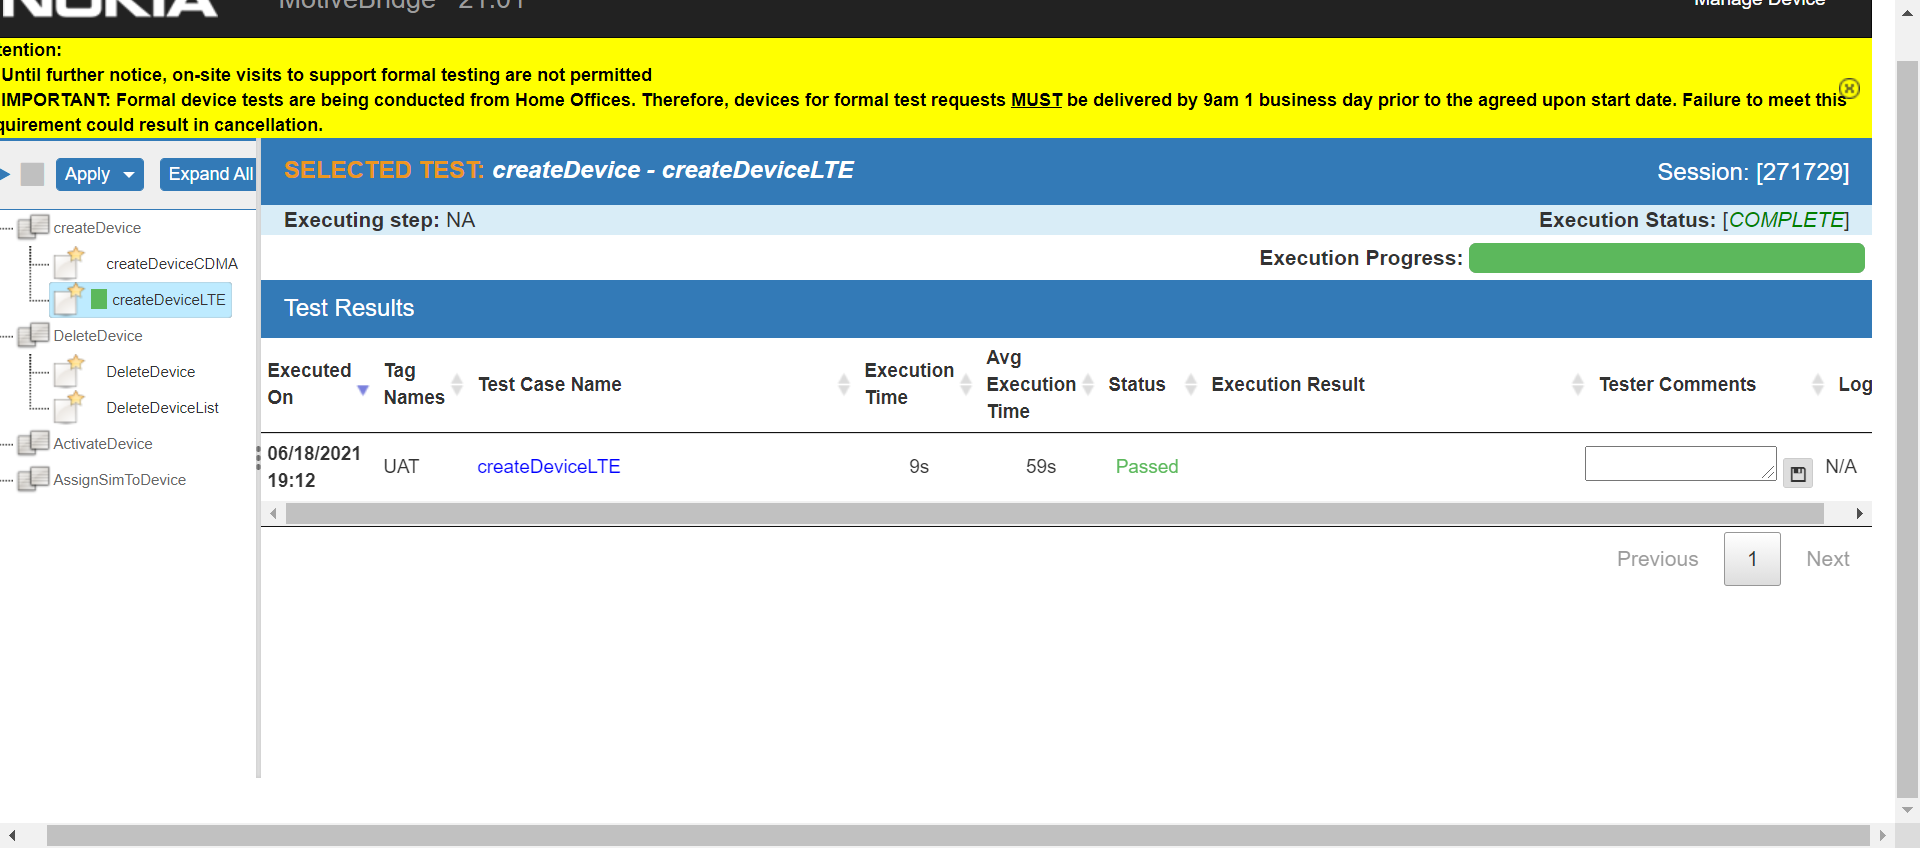 NOKIA MotiveBridge 21.01 Manage Device
tention:
Until further notice, on-site visits to support formal testing are not permitted
IMPORTANT: Formal device tests are being conducted from Home Offices. Therefore, devices for formal test requests MUST be delivered by 9am 1 business day prior to the agreed upon start date. Failure to meet this
quirement could result in cancellation.
Apply Expand All
SELECTED TEST: createDevice - createDeviceLTE Session: [271729]
Executing step: NA Execution Status: [COMPLETE]
Execution Progress:
createDevice
createDeviceCDMA
createDeviceLTE
DeleteDevice
DeleteDevice
DeleteDeviceList
ActivateDevice
AssignSimToDevice
Test Results
Executed On Tag Names Test Case Name Execution Time Avg Execution Time Status Execution Result Tester Comments Log
06/18/2021 19:12 UAT createDeviceLTE 9s 59s Passed N/A
Previous 1 Next